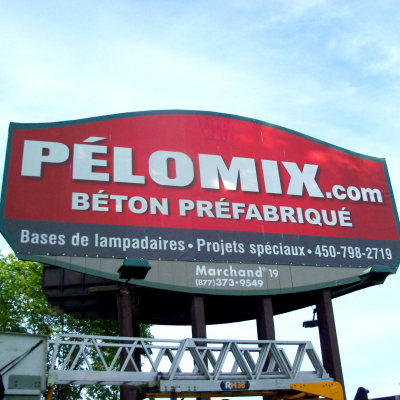 PÉLOMIX.com
BÉTON PRÉFABRIQUÉ
Bases de lampadaires • Projets spéciaux • 450-798-2719
Marchand 19
(877) 373-9549